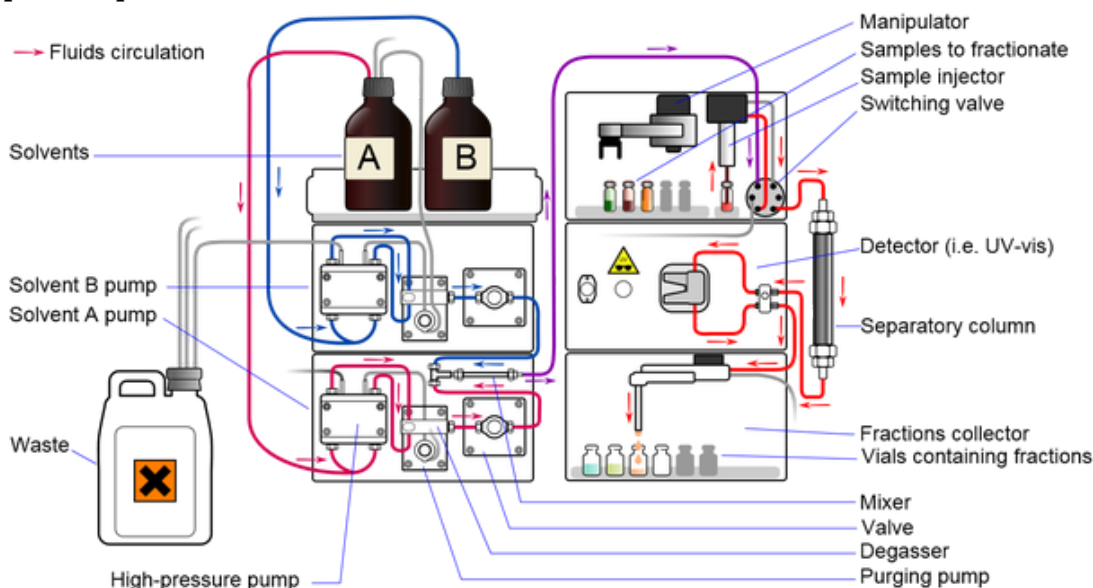 Fluids circulation
Solvents
A
B
Solvent B pump
Solvent A pump
Waste
High-pressure pump
Manipulator
Samples to fractionate
Sample injector
Switching valve
Detector (i.e. UV-vis)
Separatory column
Fractions collector
Vials containing fractions
Mixer
Valve
Degasser
Purging pump